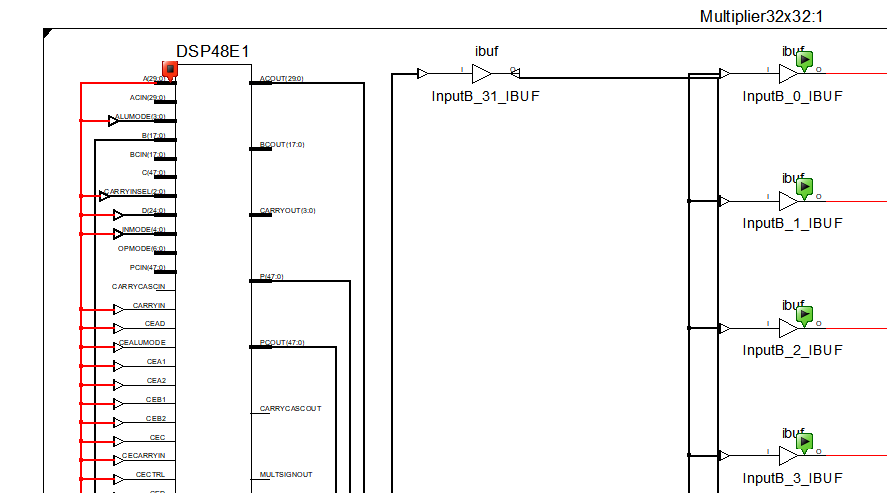 Multiplier32x32:1
DSP48E1
A(29:0)
ACIN(29:0)
ALUMODE(3:0)
B(17:0)
BCIN(17:0)
C(47:0)
CARRYINSEL(2:0)
D(24:0)
INMODE(4:0)
OPMODE(6:0)
PCIN(47:0)
CARRYCASCIN
CARRYIN
CEAD
CEALUMODE
CEA1
CEA2
CEB1
CEB2
CEC
CECARRYIN
CECTRL
ACOUT(29:0)
BCOUT(17:0)
CARRYOUT(3:0)
P(47:0)
PCOUT(47:0)
CARRYCASCOUT
MULTSIGNOUT
ibuf
I O
InputB_31_IBUF
ibuf
I O
InputB_0_IBUF
ibuf
I O
InputB_1_IBUF
ibuf
I O
InputB_2_IBUF
ibuf
I O
InputB_3_IBUF